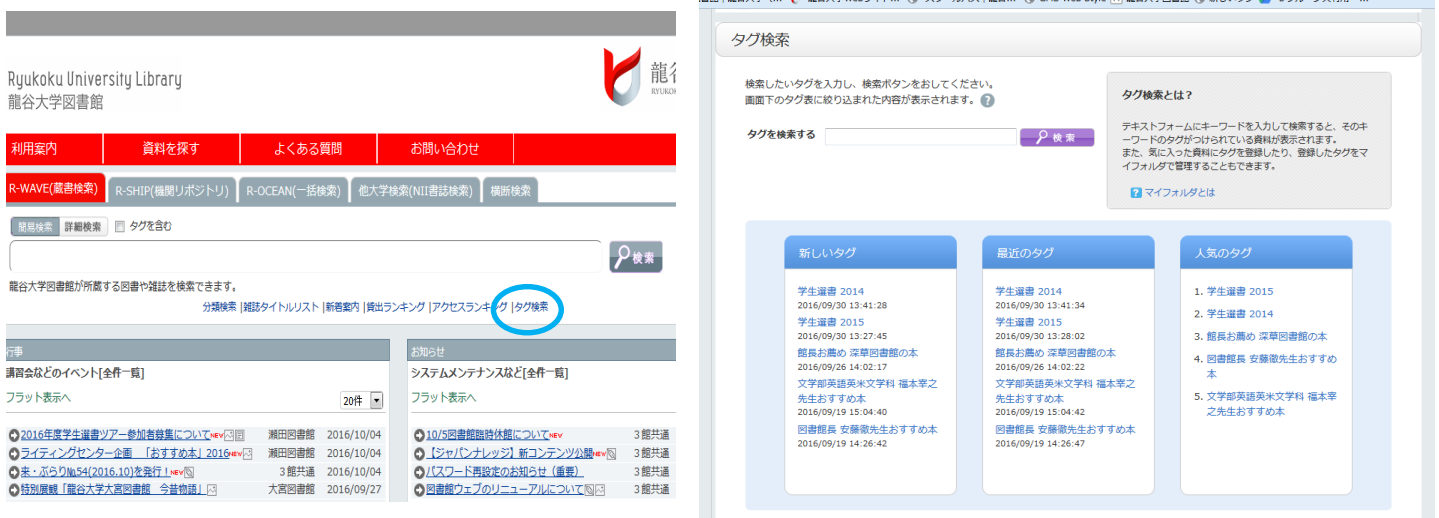 Ryukoku University Library
龍谷大学図書館
龍谷
RYUKOK
利用案内
資料を探す
よくある質問
お問い合わせ
R-WAVE(蔵書検索)
R-SHIP(機関リポジトリ)
R-OCEAN(一括検索)
他大学検索(NII書誌検索)
横断検索
簡易検索
詳細検索
タグを含む
検索
龍谷大学図書館が所蔵する図書や雑誌を検索できます。
分類検索 |雑誌タイトルリスト |新着案内 |貸出ランキング |アクセスランキング |タグ検索
行事
講習会などのイベント[全件一覧]
フラット表示へ
20件
2016年度学生選書ツアー参加者募集についてNEW 瀬田図書館 2016/10/04
ライティングセンター企画 「おすすめ本」2016NEW 瀬田図書館 2016/10/04
来・ぶらり№54(2016.10)を発行！NEW 3館共通 2016/10/04
特別展観「龍谷大学大宮図書館 今昔物語」 大宮図書館 2016/09/27
お知らせ
システムメンテナンスなど[全件一覧]
フラット表示へ
10/5図書館臨時休館についてNEW 3館共通
【ジャパンナレッジ】新コンテンツ公開NEW 3館共通
パスワード再設定のお知らせ（重要） 3館共通
図書館ウェブのリニューアルについて 3館共通
タグ検索
検索したいタグを入力し、検索ボタンをおしてください。
画面下のタグ表に絞り込まれた内容が表示されます。 ?
タグを検索する
検索
タグ検索とは？
テキストフォームにキーワードを入力して検索すると、そのキ
ーワードのタグがつけられている資料が表示されます。
また、気に入った資料にタグを登録したり、登録したタグをマ
イフォルダで管理することもできます。
? マイフォルダとは
新しいタグ
学生選書 2014
2016/09/30 13:41:28
学生選書 2015
2016/09/30 13:27:45
館長お薦め 深草図書館の本
2016/09/26 14:02:17
文学部英語英米文学科 福本宰之
先生おすすめ本
2016/09/19 15:04:40
図書館長 安藤徹先生おすすめ本
2016/09/19 14:26:42
最近のタグ
学生選書 2014
2016/09/30 13:41:34
学生選書 2015
2016/09/30 13:28:02
館長お薦め 深草図書館の本
2016/09/26 14:02:22
文学部英語英米文学科 福本宰之
先生おすすめ本
2016/09/19 15:04:42
図書館長 安藤徹先生おすすめ本
2016/09/19 14:26:47
人気のタグ
1. 学生選書 2015
2. 学生選書 2014
3. 館長お薦め 深草図書館の本
4. 図書館長 安藤徹先生おすすめ
本
5. 文学部英語英米文学科 福本宰
之先生おすすめ本